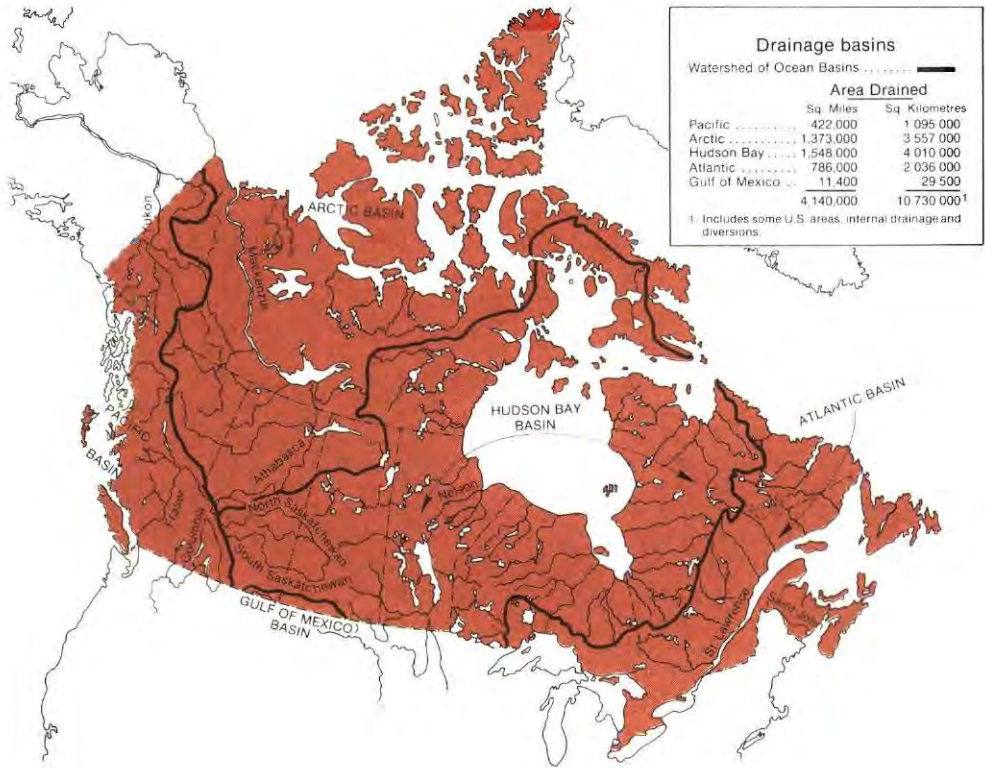 Drainage basins
Watershed of Ocean Basins ........
Area Drained
Sq. Miles Sq. Kilometres
Pacific .......... 422,000 1 095 000
Arctic .......... 1,373,000 3 557 000
Hudson Bay ..... 1,548,000 4 010 000
Atlantic ......... 786,000 2 036 000
Gulf of Mexico .. 11,400 29 500
4,140,000 10 730 000¹
1. Includes some U.S. areas, internal drainage and
diversions.
Yukon
ARCTIC BASIN
Mackenzie
PACIFIC
BASIN
HUDSON BAY
BASIN
ATLANTIC BASIN
Athabasca
Nelson
North Saskatchewan
Fraser
Columbia
South Saskatchewan
GULF OF MEXICO
BASIN
St Lawrence
Saint John